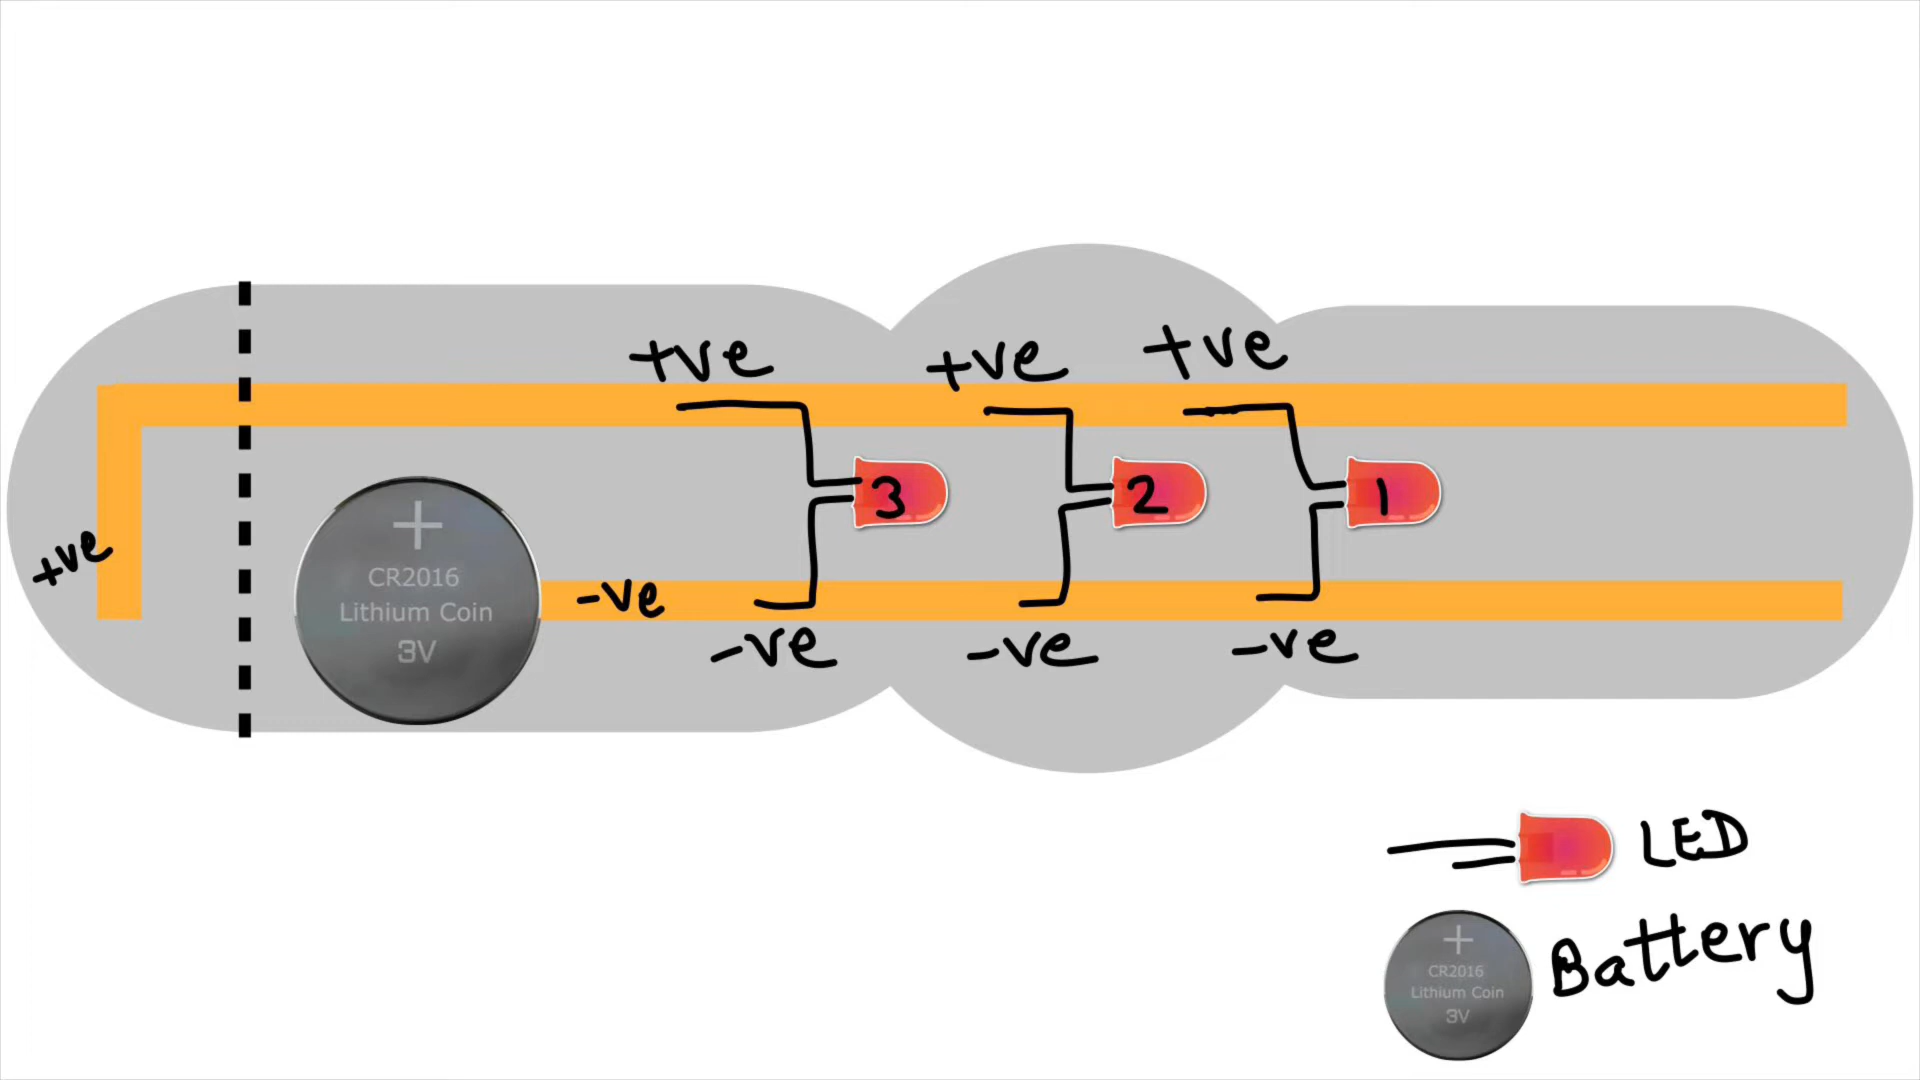 +ve +ve +ve
3 2 1
+ve
+
CR2016
Lithium Coin
3V
-ve
-ve -ve -ve
LED
+
CR2016
Lithium Coin
3V
Battery